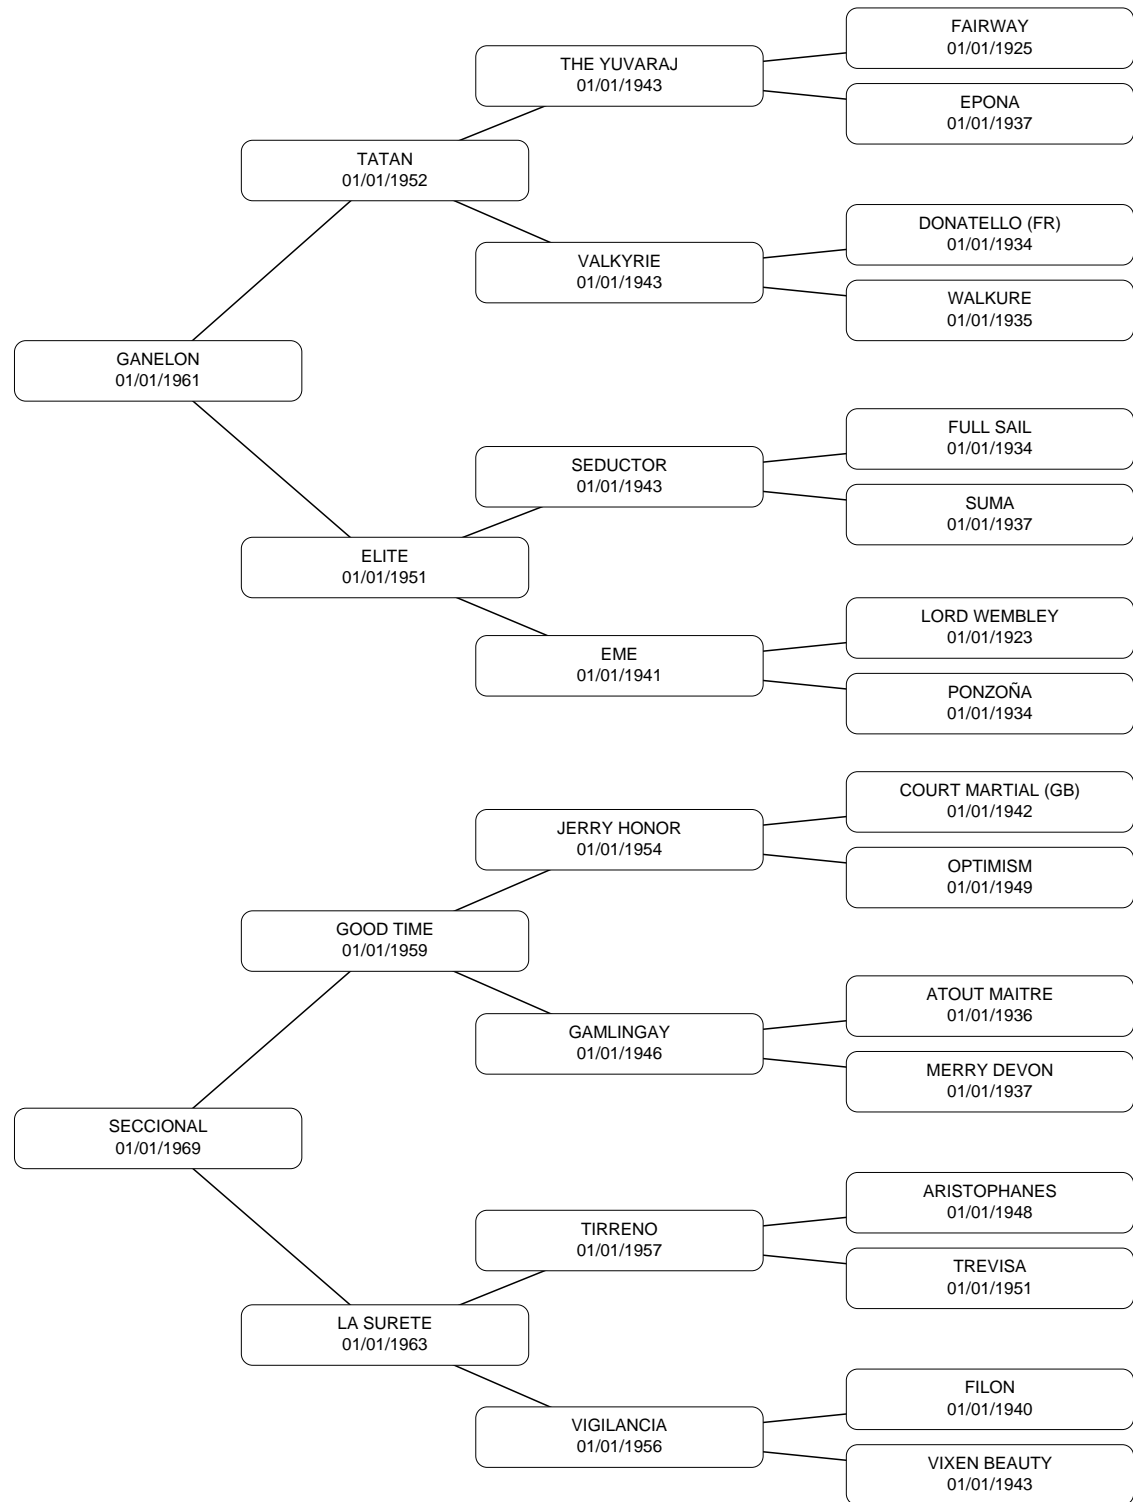 FAIRWAY
01/01/1925
THE YUVARAJ
01/01/1943
EPONA
01/01/1937
TATAN
01/01/1952
DONATELLO (FR)
01/01/1934
VALKYRIE
01/01/1943
WALKURE
01/01/1935
GANELON
01/01/1961
FULL SAIL
01/01/1934
SEDUCTOR
01/01/1943
SUMA
01/01/1937
ELITE
01/01/1951
LORD WEMBLEY
01/01/1923
EME
01/01/1941
PONZOÑA
01/01/1934
COURT MARTIAL (GB)
01/01/1942
JERRY HONOR
01/01/1954
OPTIMISM
01/01/1949
GOOD TIME
01/01/1959
ATOUT MAITRE
01/01/1936
GAMLINGAY
01/01/1946
MERRY DEVON
01/01/1937
SECCIONAL
01/01/1969
ARISTOPHANES
01/01/1948
TIRRENO
01/01/1957
TREVISA
01/01/1951
LA SURETE
01/01/1963
FILON
01/01/1940
VIGILANCIA
01/01/1956
VIXEN BEAUTY
01/01/1943